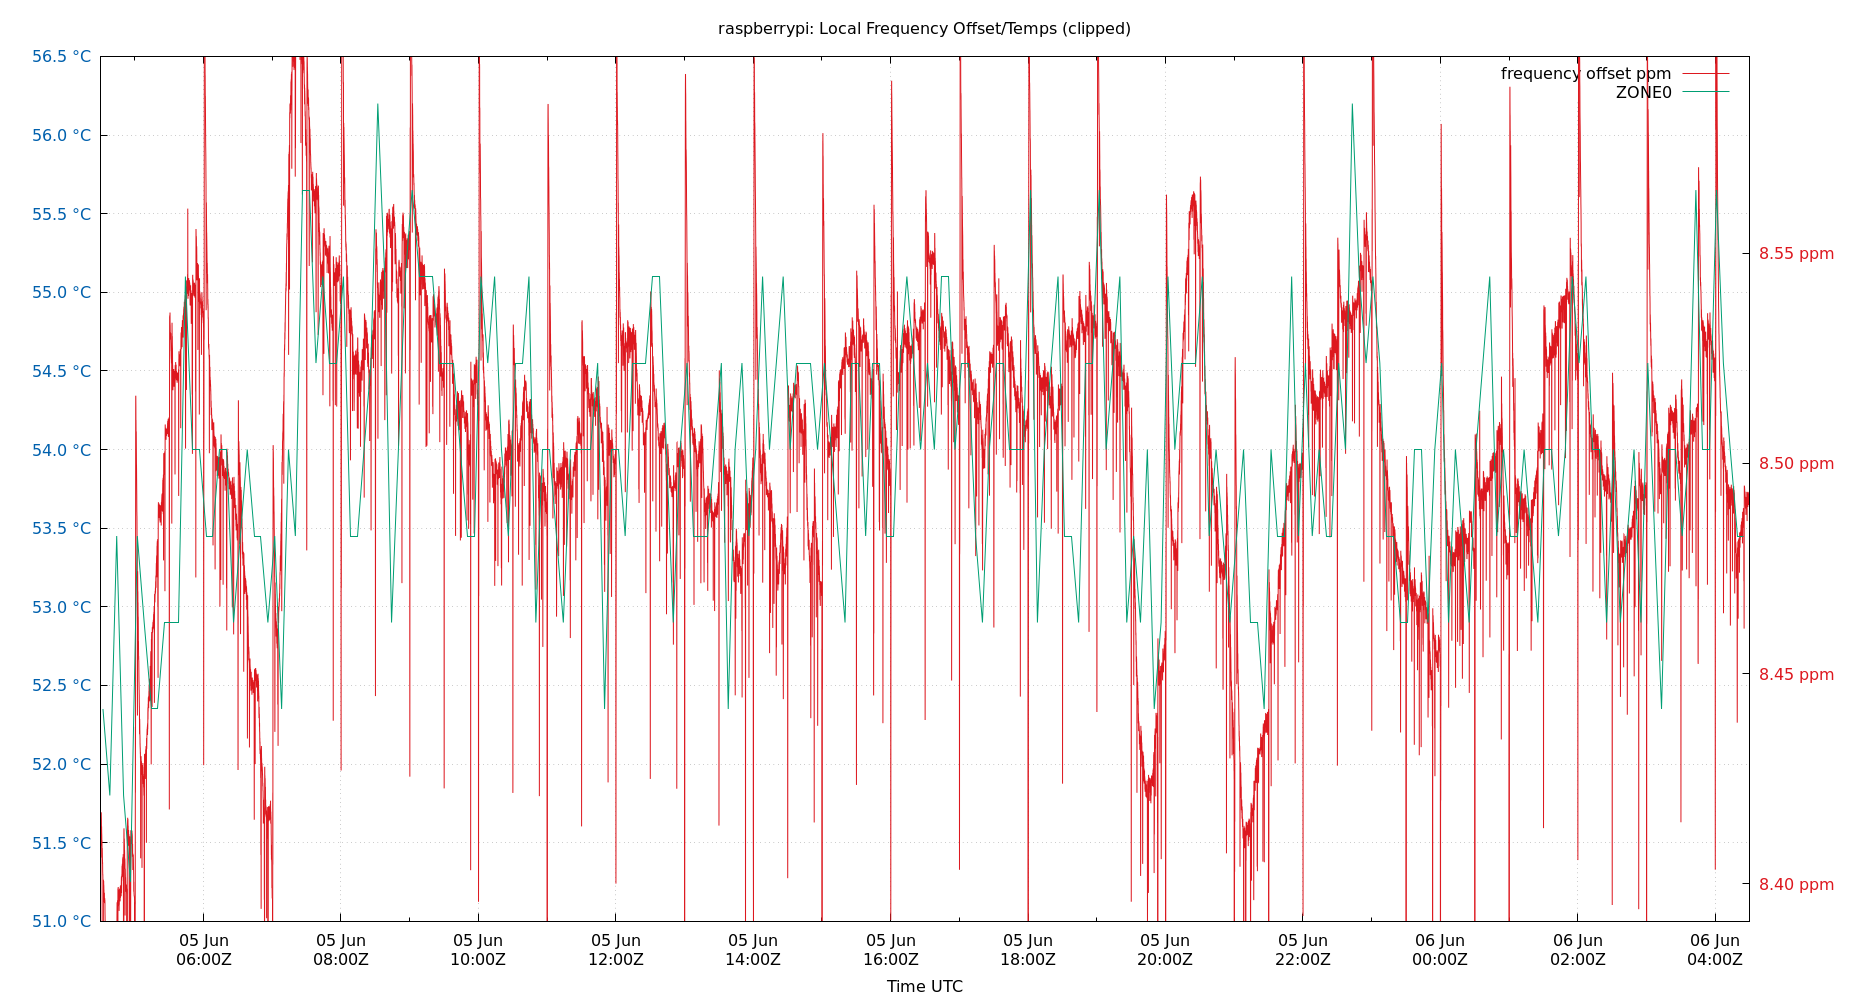 raspberrypi: Local Frequency Offset/Temps (clipped)
frequency offset ppm
ZONE0
56.5 °C
56.0 °C
55.5 °C
55.0 °C
54.5 °C
54.0 °C
53.5 °C
53.0 °C
52.5 °C
52.0 °C
51.5 °C
51.0 °C
8.55 ppm
8.50 ppm
8.45 ppm
8.40 ppm
05 Jun 05 Jun 05 Jun 05 Jun 05 Jun 05 Jun 05 Jun 05 Jun 05 Jun 06 Jun 06 Jun 06 Jun
06:00Z 08:00Z 10:00Z 12:00Z 14:00Z 16:00Z 18:00Z 20:00Z 22:00Z 00:00Z 02:00Z 04:00Z
Time UTC